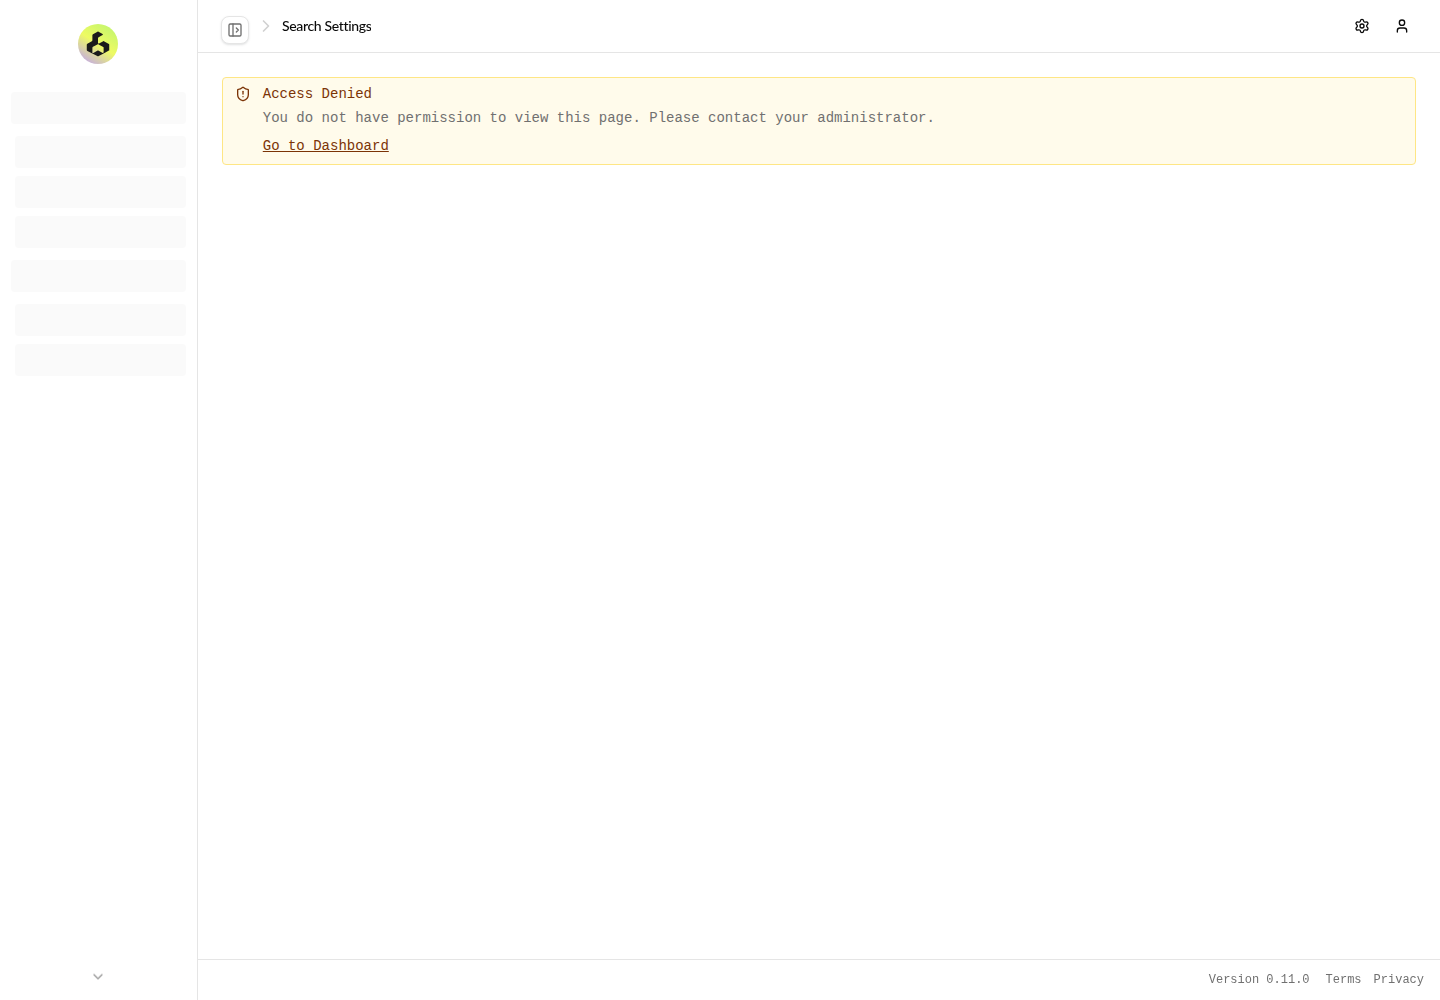 Search Settings
Access Denied
You do not have permission to view this page. Please contact your administrator.
Go to Dashboard
Version 0.11.0 Terms Privacy